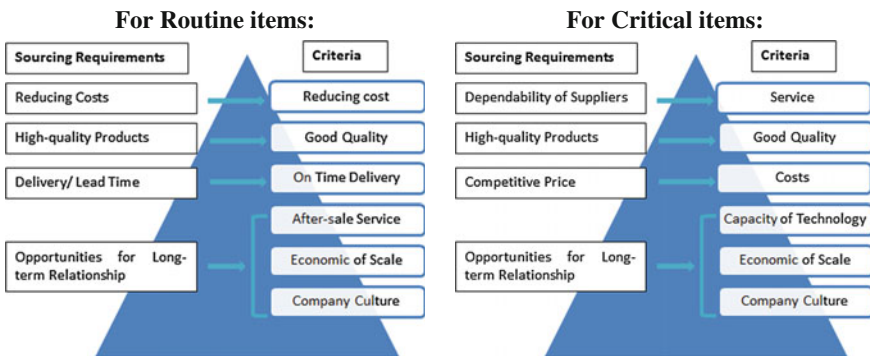 For Routine items:
Sourcing Requirements
Criteria
Reducing Costs
Reducing cost
High-quality Products
Good Quality
Delivery/ Lead Time
On Time Delivery
Opportunities for Long-
term Relationship
After-sale Service
Economic of Scale
Company Culture
For Critical items:
Sourcing Requirements
Criteria
Dependability of Suppliers
Service
High-quality Products
Good Quality
Competitive Price
Costs
Opportunities for Long-
term Relationship
Capacity of Technology
Economic of Scale
Company Culture